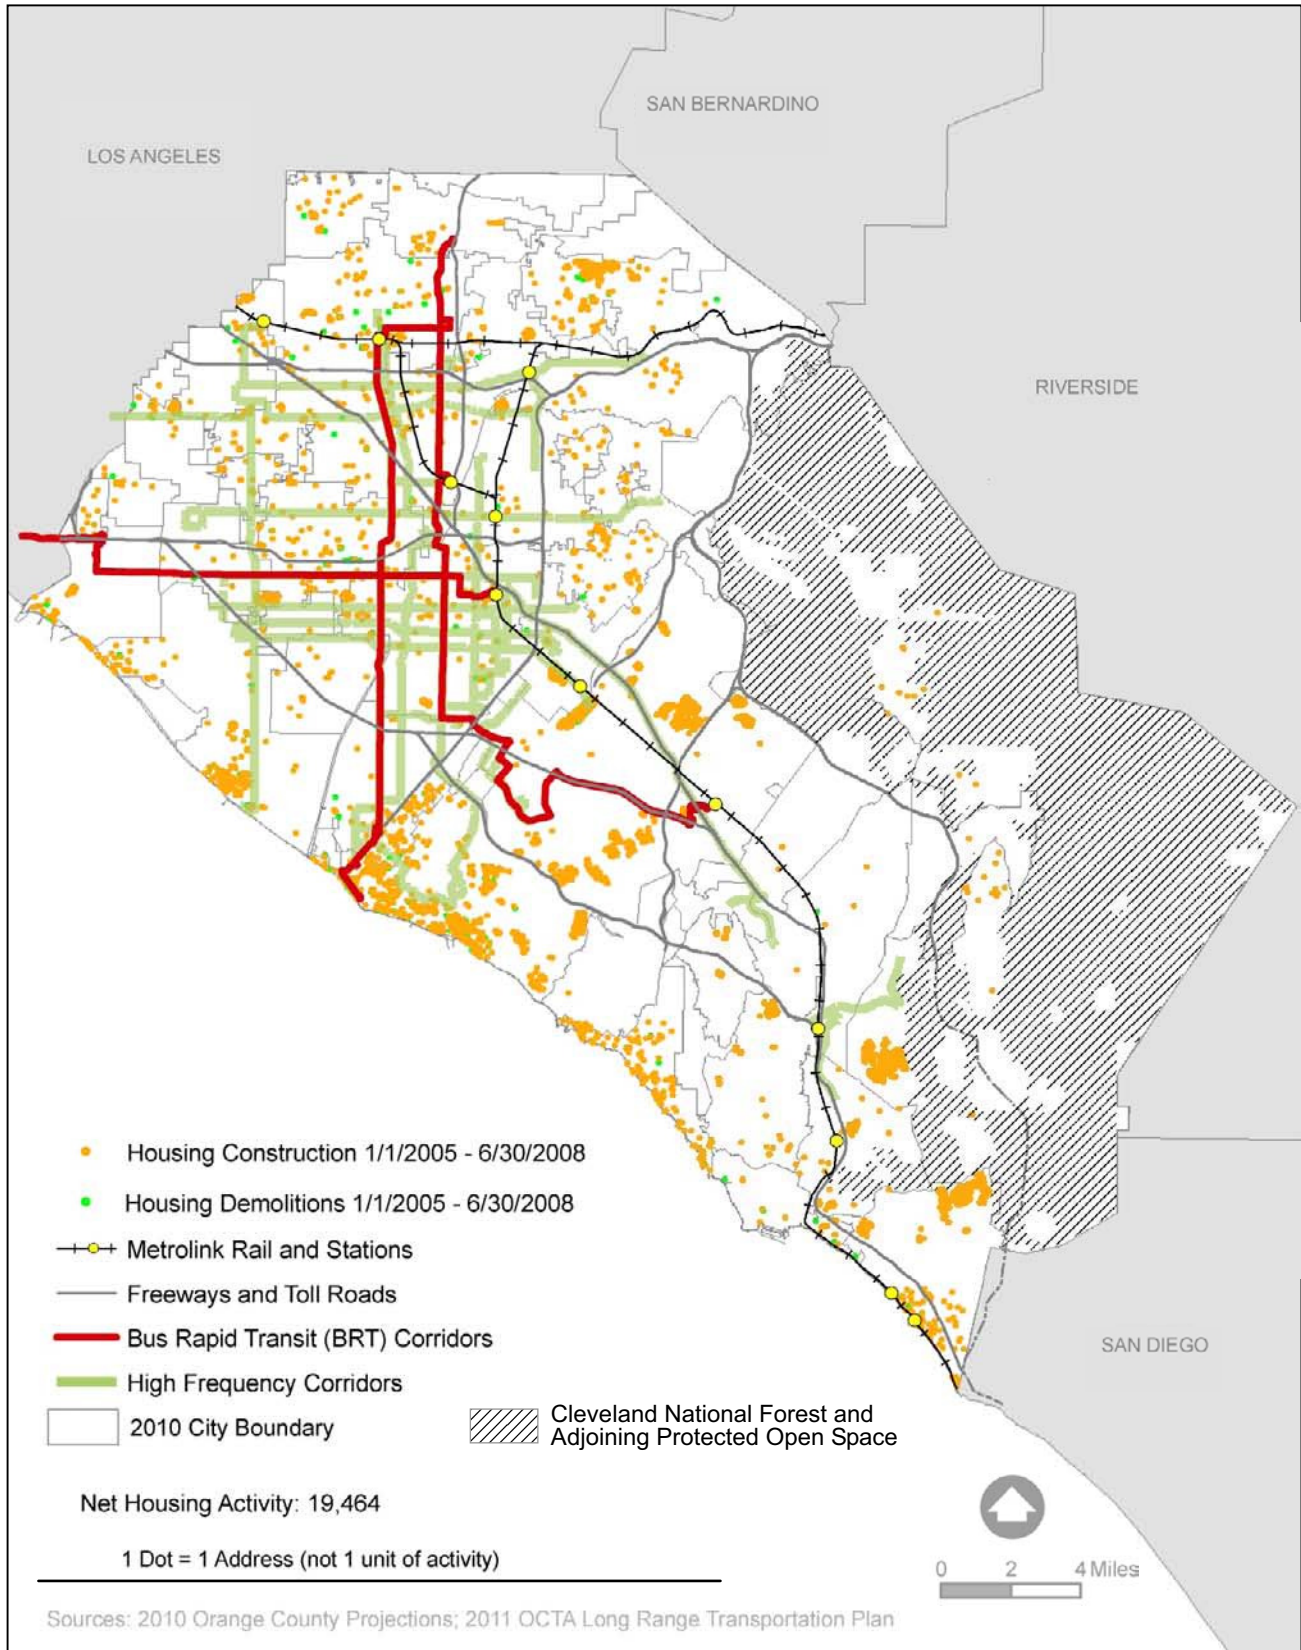 SAN BERNARDINO
LOS ANGELES
RIVERSIDE
Housing Construction 1/1/2005 - 6/30/2008
Housing Demolitions 1/1/2005 - 6/30/2008
Metrolink Rail and Stations
Freeways and Toll Roads
Bus Rapid Transit (BRT) Corridors
SAN DIEGO
High Frequency Corridors
2010 City Boundary
Cleveland National Forest and
Adjoining Protected Open Space
Net Housing Activity: 19,464
1 Dot = 1 Address (not 1 unit of activity)
0 2 4 Miles
Sources: 2010 Orange County Projections; 2011 OCTA Long Range Transportation Plan